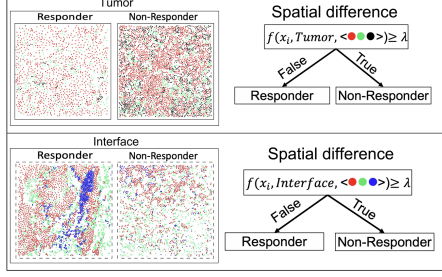 Tumor
Responder Non-Responder
Spatial difference
f(xᵢ, Tumor, <●●●>)≥ λ
False True
Responder Non-Responder
Interface
Responder Non-Responder
Spatial difference
f(xᵢ, Interface, <●●●>)≥ λ
False True
Responder Non-Responder